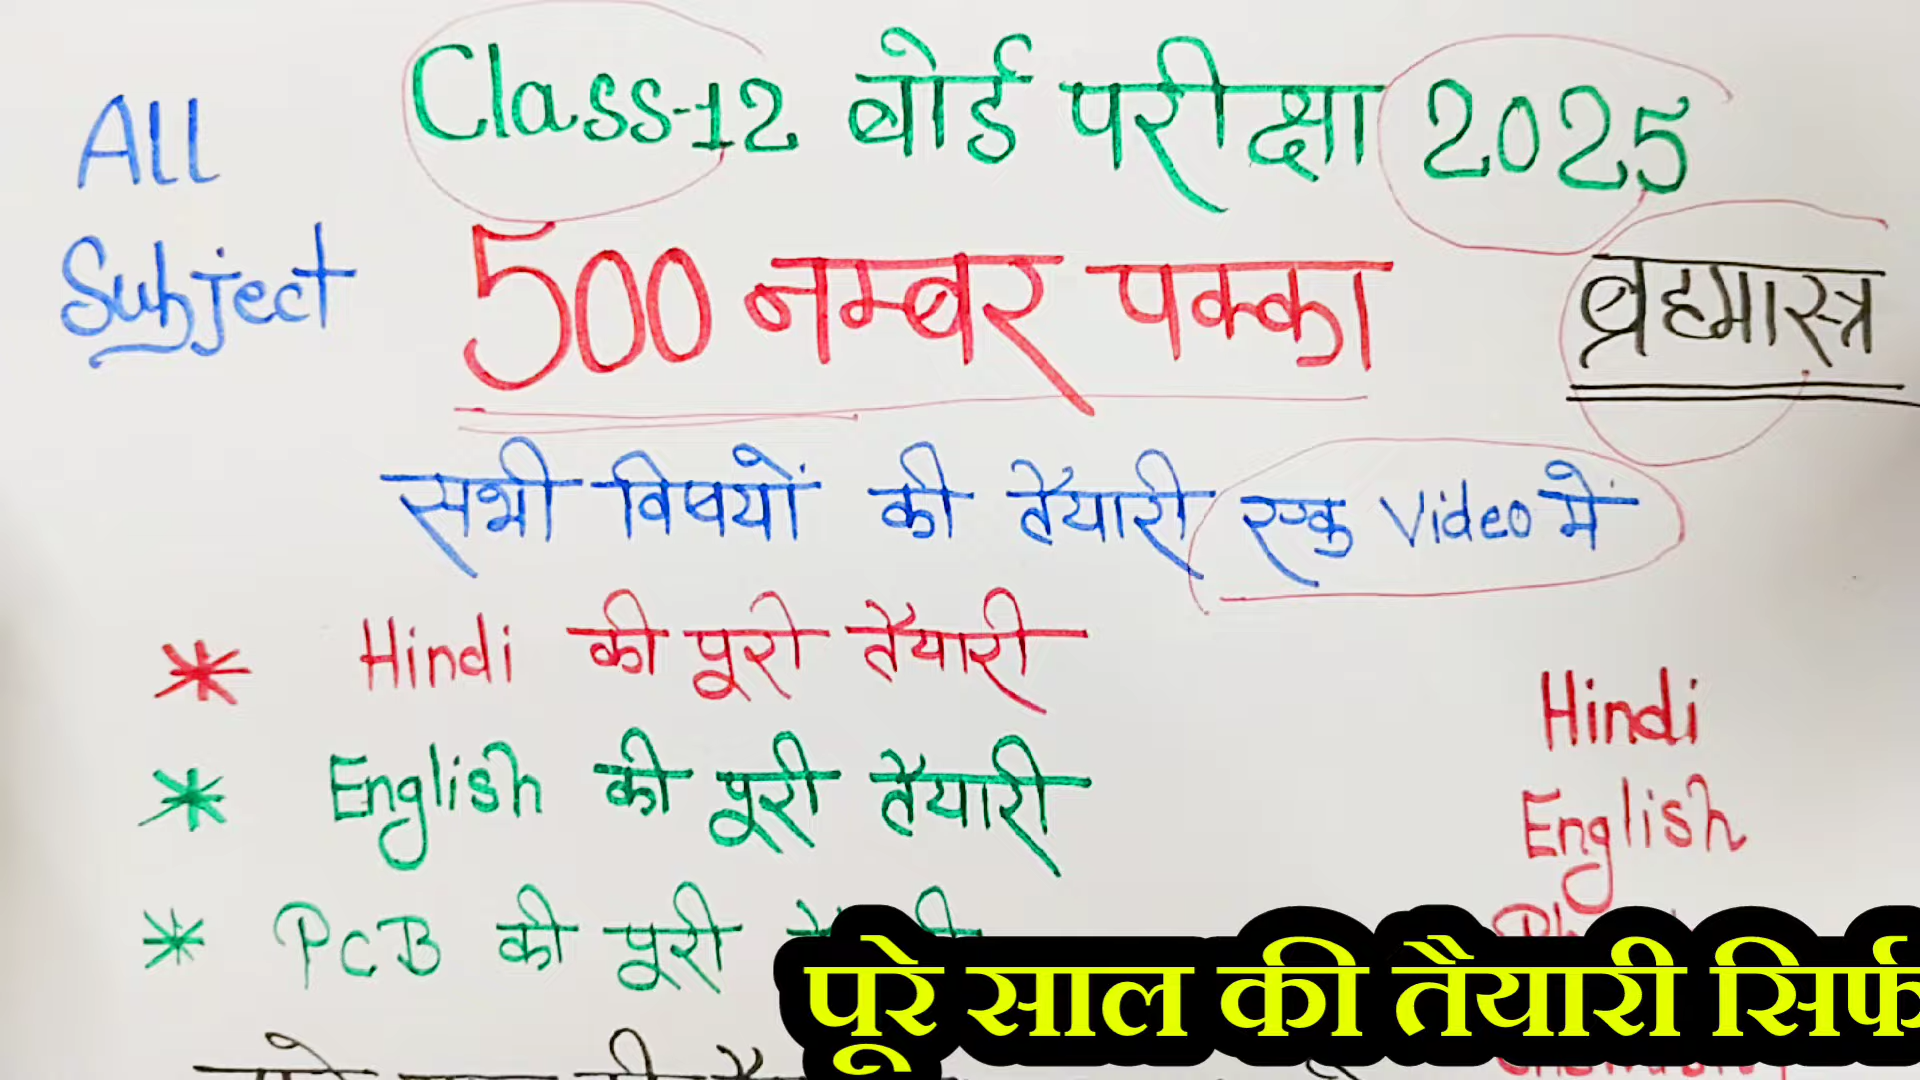 Class-12 बोर्ड परीक्षा 2025
All
Subject
500 नम्बर पक्का
ब्रह्मास्त्र
सभी विषयों की तैयारी एक Video में
* Hindi की पूरी तैयारी
* English की पूरी तैयारी
* PCB की पूरी
Hindi
English
पूरे साल की तैयारी सिर्फ